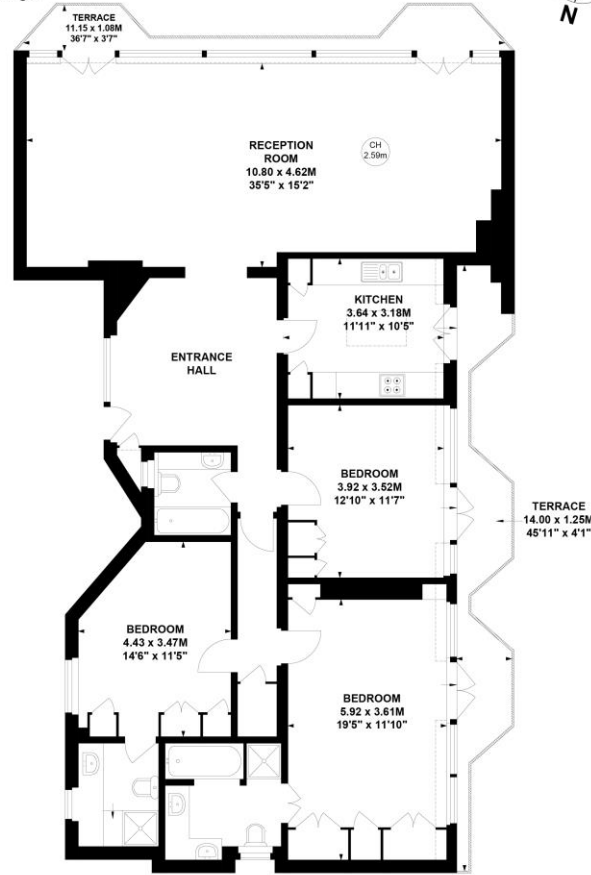 TERRACE
11.15 x 1.08M
36'7" x 3'7"
N
RECEPTION
ROOM
10.80 x 4.62M
35'5" x 15'2"
CH
2.59m
KITCHEN
3.64 x 3.18M
11'11" x 10'5"
ENTRANCE
HALL
BEDROOM
3.92 x 3.52M
12'10" x 11'7"
TERRACE
14.00 x 1.25M
45'11" x 4'1"
BEDROOM
4.43 x 3.47M
14'6" x 11'5"
BEDROOM
5.92 x 3.61M
19'5" x 11'10"